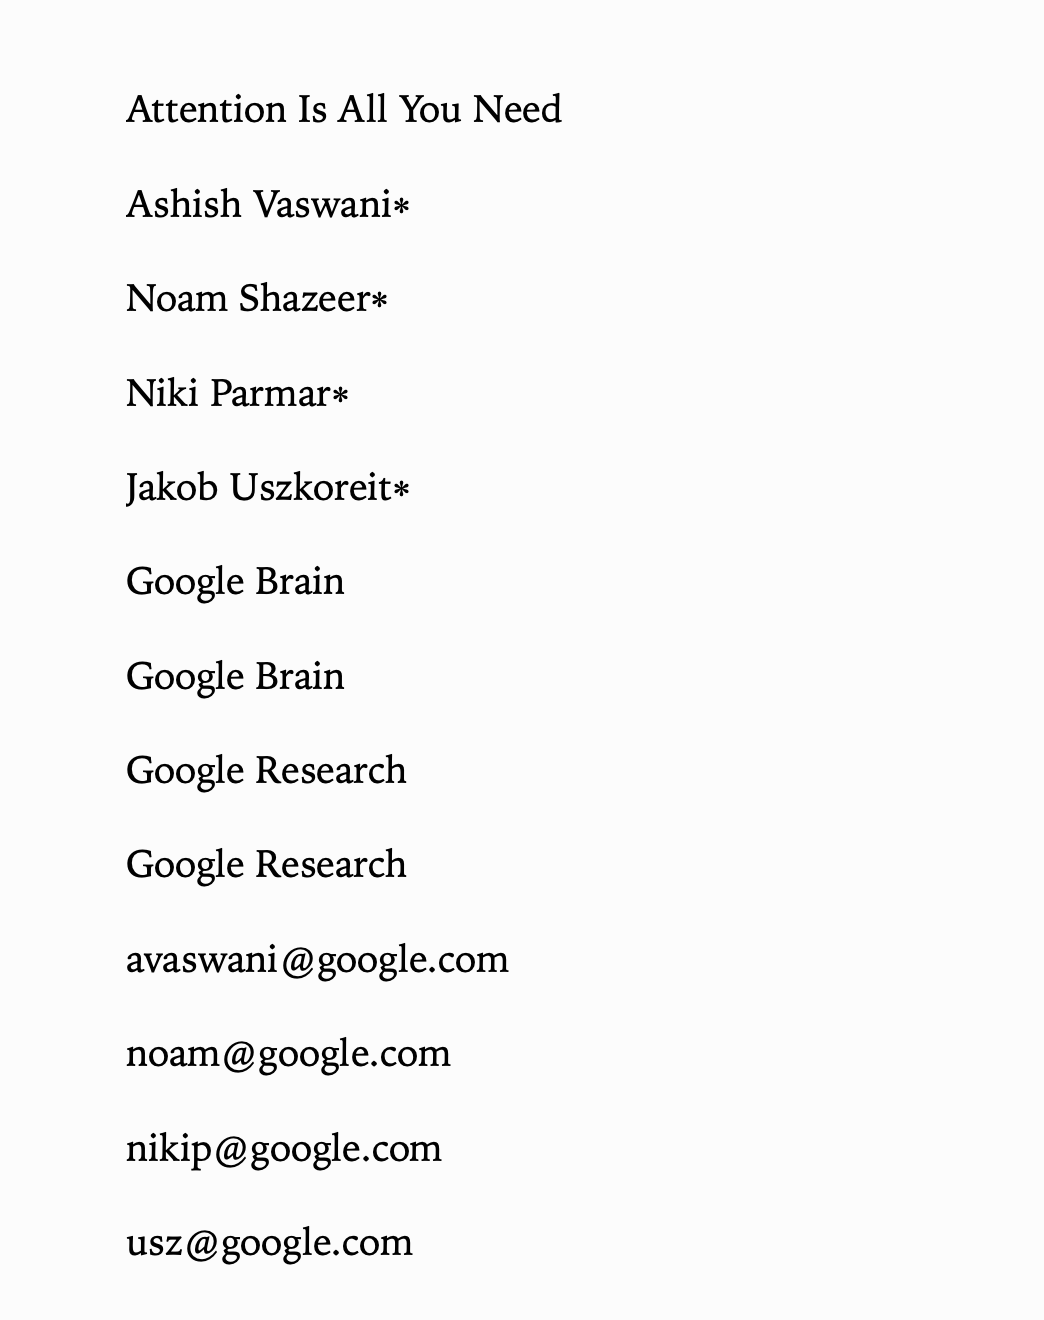 Attention Is All You Need
Ashish Vaswani*
Noam Shazeer*
Niki Parmar*
Jakob Uszkoreit*
Google Brain
Google Brain
Google Research
Google Research
avaswani@google.com
noam@google.com
nikip@google.com
usz@google.com